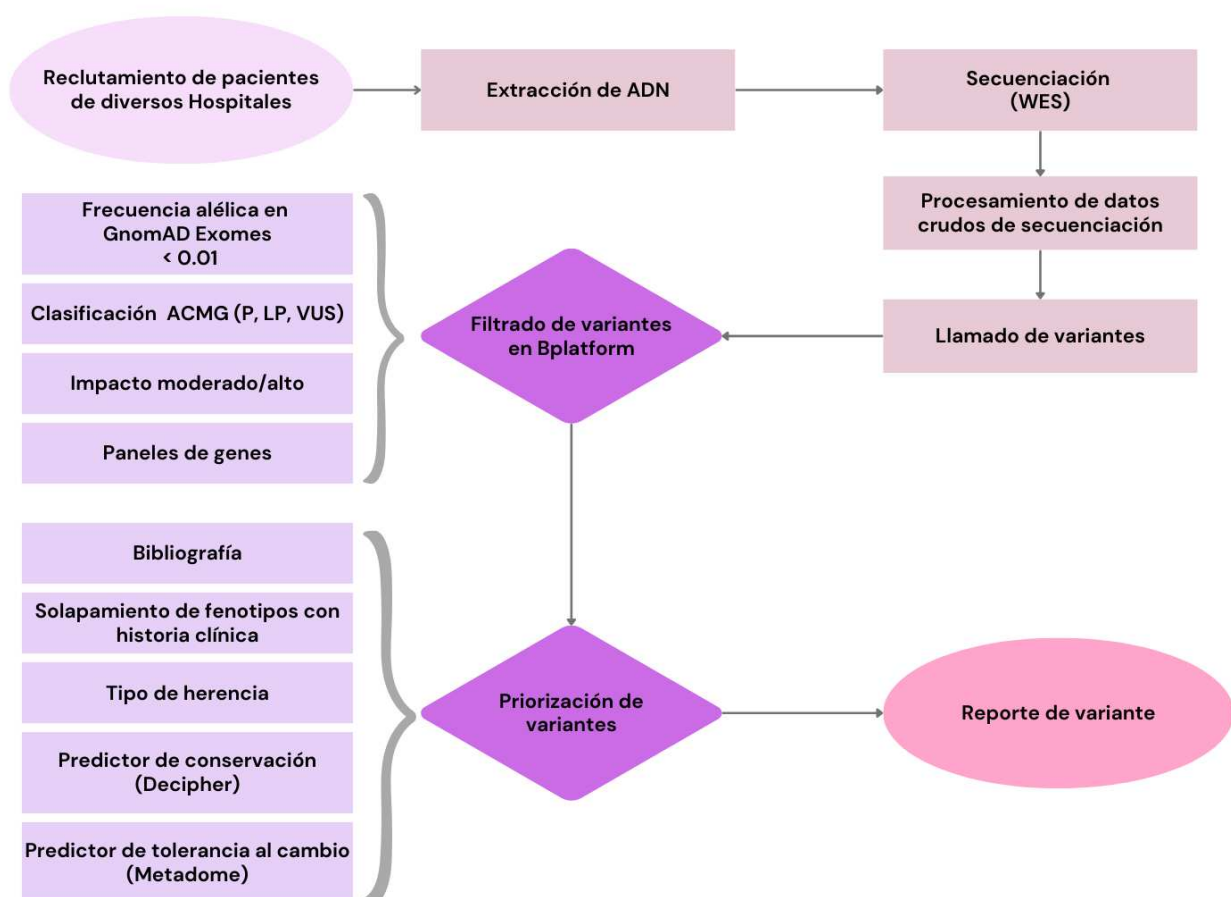 Reclutamiento de pacientes
de diversos Hospitales
Extracción de ADN
Secuenciación
(WES)
Procesamiento de datos
crudos de secuenciación
Llamado de variantes
Filtrado de variantes
en Bplatform
Frecuencia alélica en
GnomAD Exomes
< 0.01
Clasificación ACMG (P, LP, VUS)
Impacto moderado/alto
Paneles de genes
Priorización de
variantes
Bibliografía
Solapamiento de fenotipos con
historia clínica
Tipo de herencia
Predictor de conservación
(Decipher)
Predictor de tolerancia al cambio
(Metadome)
Reporte de variante